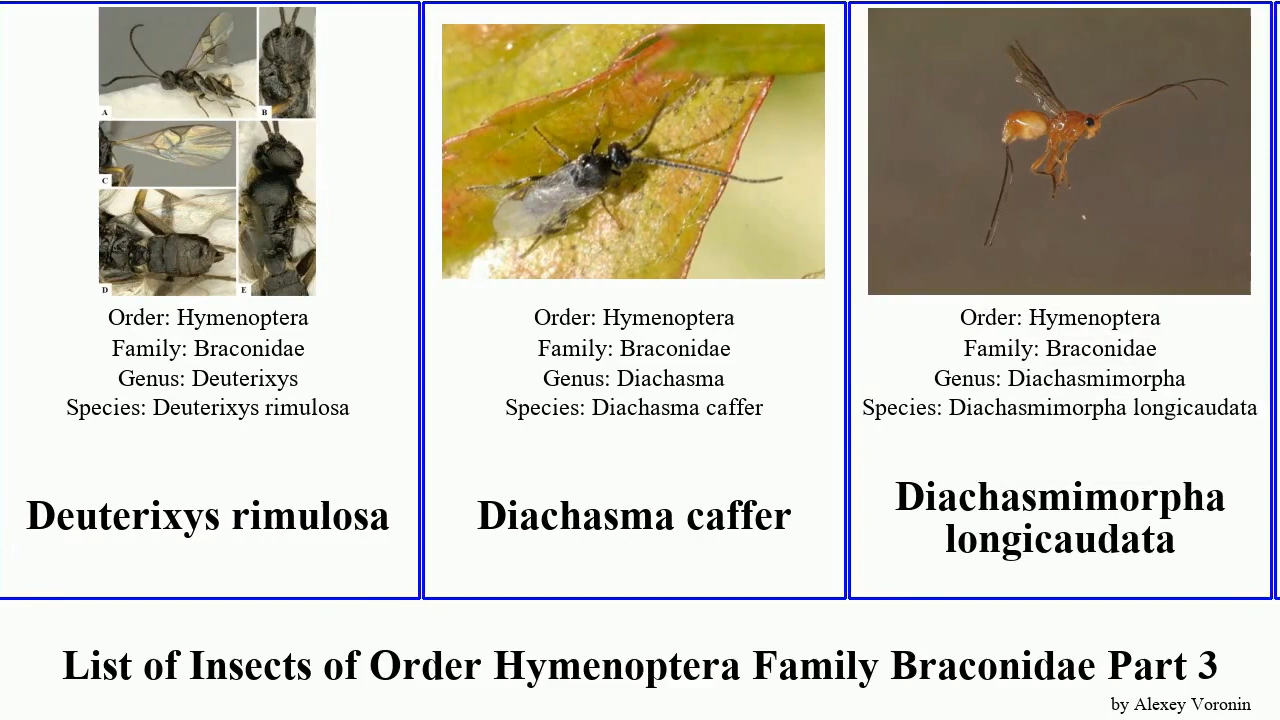 A
B
C
D
E
Order: Hymenoptera
Family: Braconidae
Genus: Deuterixys
Species: Deuterixys rimulosa
Deuterixys rimulosa
Order: Hymenoptera
Family: Braconidae
Genus: Diachasma
Species: Diachasma caffer
Diachasma caffer
Order: Hymenoptera
Family: Braconidae
Genus: Diachasmimorpha
Species: Diachasmimorpha longicaudata
Diachasmimorpha
longicaudata
List of Insects of Order Hymenoptera Family Braconidae Part 3
by Alexey Voronin